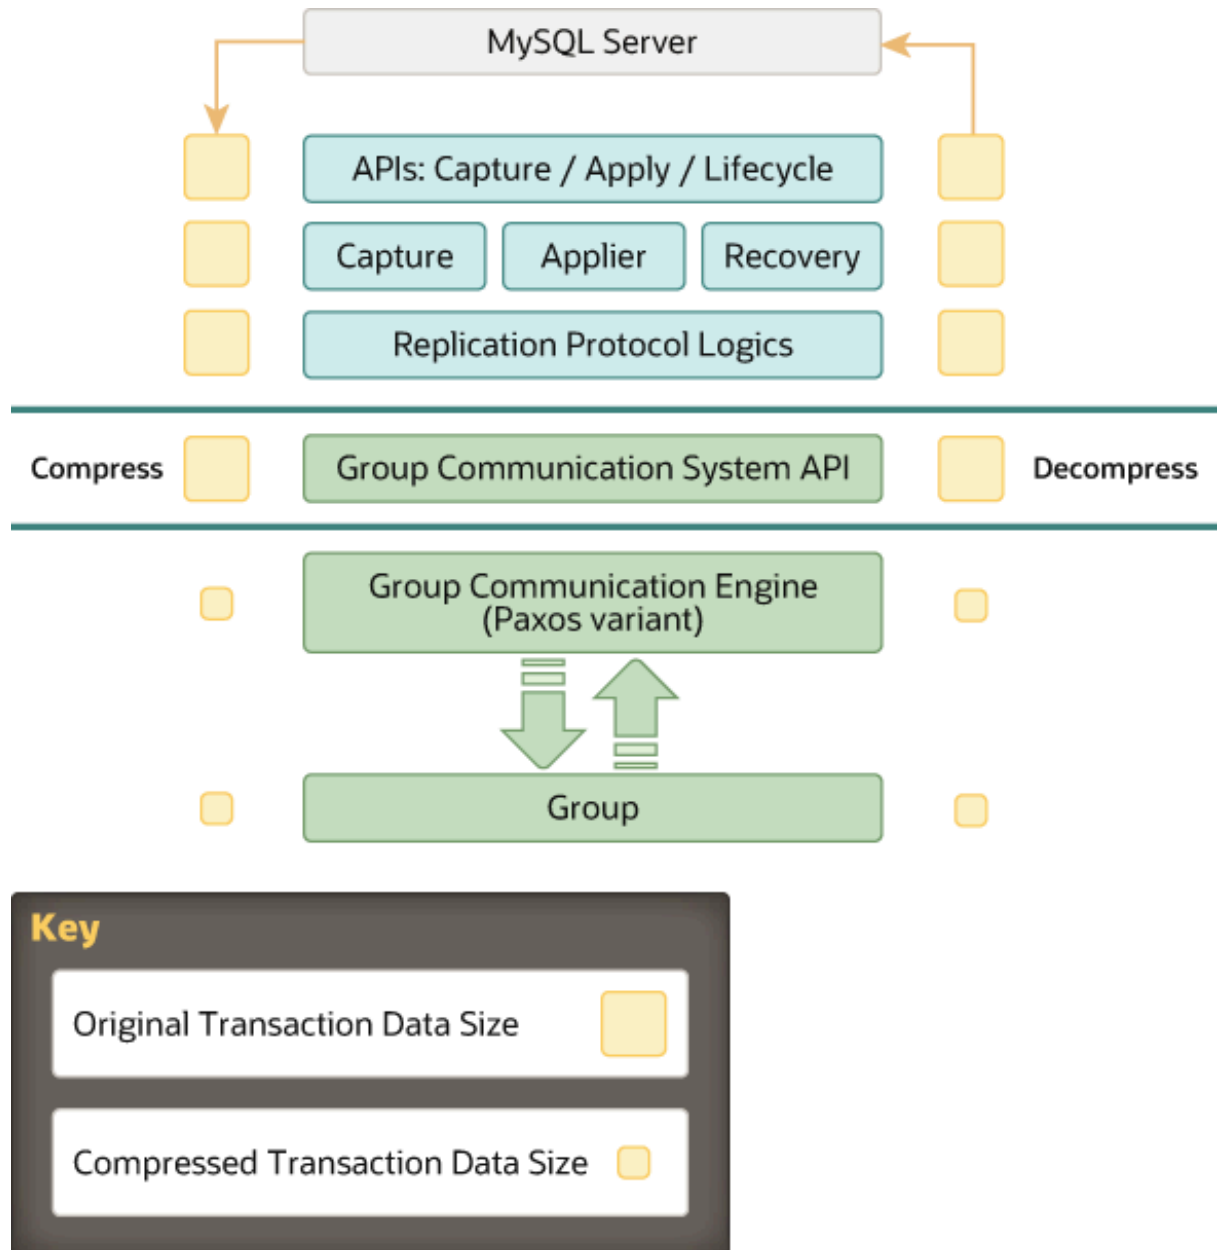 MySQL Server
APIs: Capture / Apply / Lifecycle
Capture
Applier
Recovery
Replication Protocol Logics
Compress
Group Communication System API
Decompress
Group Communication Engine
(Paxos variant)
Group
Key
Original Transaction Data Size
Compressed Transaction Data Size